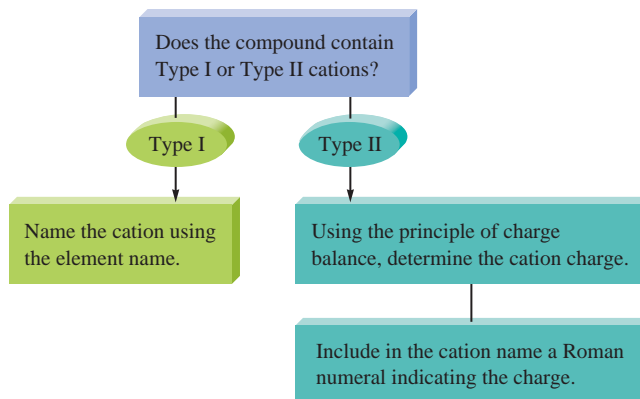 Does the compound contain
Type I or Type II cations?
Type I
Type II
Name the cation using
the element name.
Using the principle of charge
balance, determine the cation charge.
Include in the cation name a Roman
numeral indicating the charge.